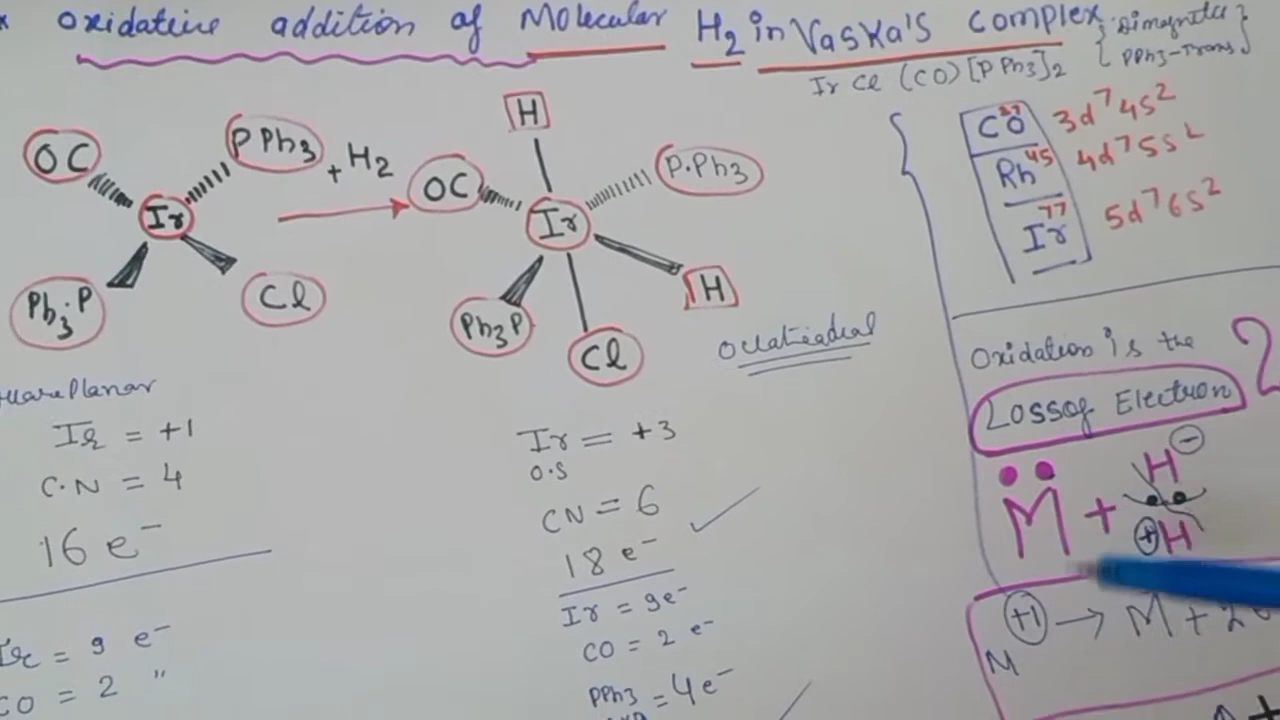 Oxidative addition of Molecular H2 in Vaska's Complex
{ Dimagnetic
PPh3-Trans }
Ir Cl (CO) [PPh3]2
OC
PPh3
Ir
Ph3.P
Cl
+ H2
H
OC
P.Ph3
Ir
H
Ph3P
Cl
Octahedral
CO 27 3d7 4s2
Rh 45 4d7 5s2
Ir 77 5d7 6s2
Oxidation is the
Loss of Electron
M + H -
+ H
M +1 → M + 2
Square Planar
Ir = +1
C.N = 4
16 e-
Ir = 9 e-
CO = 2 "
Ir = +3
O.S
CN = 6
18 e-
Ir = 9e-
CO = 2 e-
PPh3 = 4e-